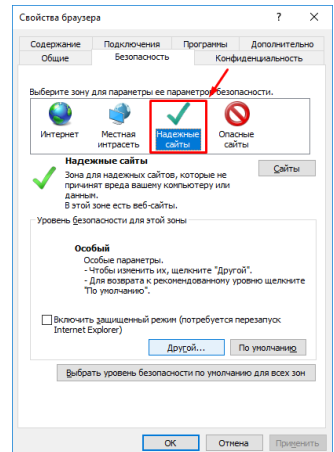 Свойства браузера
? X
Содержание Подключения Программы Дополнительно
Общие Безопасность Конфиденциальность
Выберите зону для параметры ее параметров безопасности.
Интернет
Местная интрасеть
Надежные сайты
Опасные сайты
Надежные сайты
Зона для надежных сайтов, которые не
причинят вреда вашему компьютеру или
данным.
В этой зоне есть веб-сайты.
Сайты
Уровень безопасности для этой зоны
Особый
Особые параметры.
- Чтобы изменить их, щелкните "Другой".
- Для возврата к рекомендованному уровню щелкните
"По умолчанию".
Включить защищенный режим (потребуется перезапуск
Internet Explorer)
Другой... По умолчанию
Выбрать уровень безопасности по умолчанию для всех зон
ОК Отмена Применить